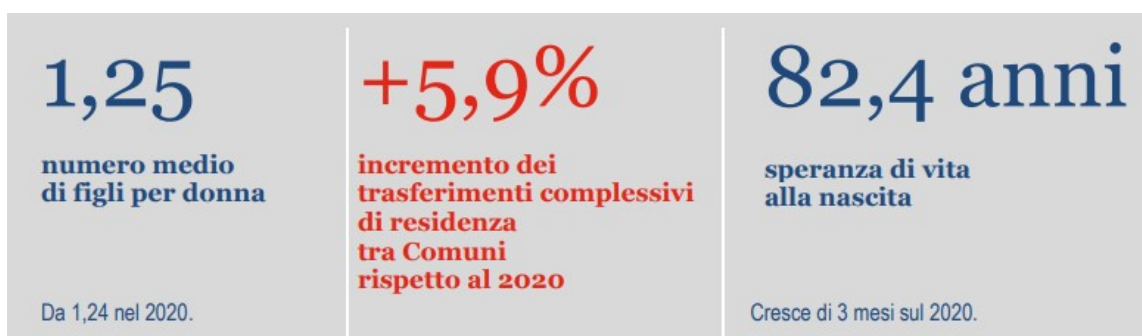 1,25
numero medio
di figli per donna
Da 1,24 nel 2020.
+5,9%
incremento dei
trasferimenti complessivi
di residenza
tra Comuni
rispetto al 2020
82,4 anni
speranza di vita
alla nascita
Cresce di 3 mesi sul 2020.